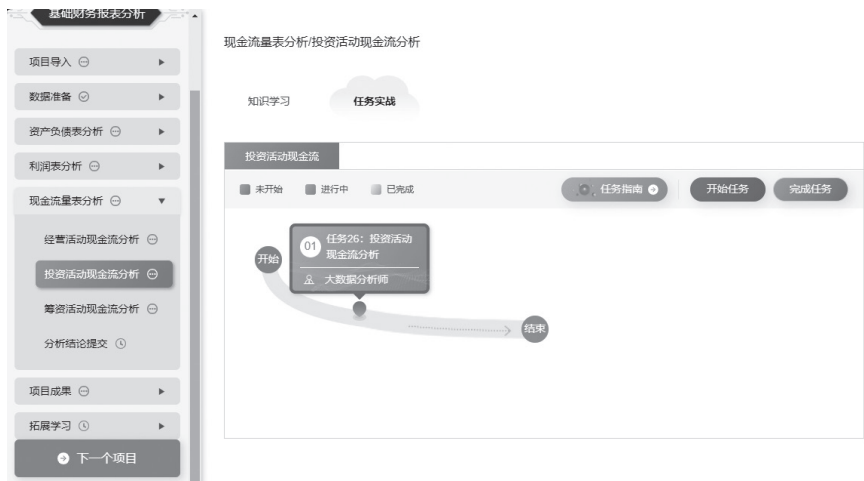 基础财务报表分析
项目导入
数据准备
资产负债表分析
利润表分析
现金流量表分析
经营活动现金流分析
投资活动现金流分析
筹资活动现金流分析
分析结论提交
项目成果
拓展学习
下一个项目
现金流量表分析/投资活动现金流分析
知识学习
任务实战
投资活动现金流
未开始 进行中 已完成
任务指南 开始任务 完成任务
开始
01 任务26：投资活动
现金流分析
大数据分析师
结束